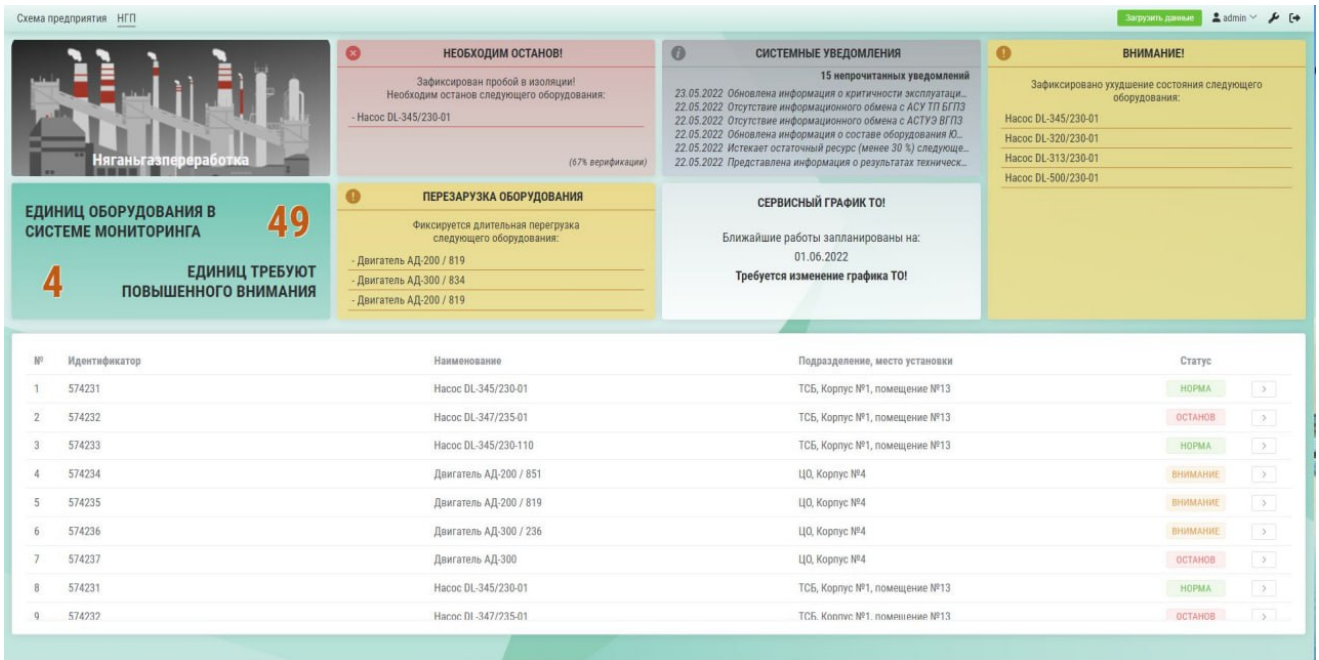 Схема предприятия НГП
Загрузить данные admin
Няганьгазпереработка
НЕОБХОДИМ ОСТАНОВ!
Зафиксирован пробой в изоляции!
Необходим останов следующего оборудования:
- Насос DL-345/230-01
(67% верификации)
СИСТЕМНЫЕ УВЕДОМЛЕНИЯ
15 непрочитанных уведомлений
23.05.2022 Обновлена информация о критичности эксплуатаци...
22.05.2022 Отсутствие информационного обмена с АСУ ТП БГПЗ
22.05.2022 Отсутствие информационного обмена с АСТУЭ ВГПЗ
22.05.2022 Обновлена информация о составе оборудования Ю...
22.05.2022 Истекает остаточный ресурс (менее 30 %) следующе...
22.05.2022 Представлена информация о результатах техническ...
ВНИМАНИЕ!
Зафиксировано ухудшение состояния следующего
оборудования:
Насос DL-345/230-01
Насос DL-320/230-01
Насос DL-313/230-01
Насос DL-500/230-01
ЕДИНИЦ ОБОРУДОВАНИЯ В
СИСТЕМЕ МОНИТОРИНГА
49
4
ЕДИНИЦ ТРЕБУЮТ
ПОВЫШЕННОГО ВНИМАНИЯ
ПЕРЕЗАРУЗКА ОБОРУДОВАНИЯ
Фиксируется длительная перегрузка
следующего оборудования:
- Двигатель АД-200 / 819
- Двигатель АД-300 / 834
- Двигатель АД-200 / 819
СЕРВИСНЫЙ ГРАФИК ТО!
Ближайшие работы запланированы на:
01.06.2022
Требуется изменение графика ТО!
№ Идентификатор Наименование Подразделение, место установки Статус
1 574231 Насос DL-345/230-01 ТСБ, Корпус №1, помещение №13 НОРМА
2 574232 Насос DL-347/235-01 ТСБ, Корпус №1, помещение №13 ОСТАНОВ
3 574233 Насос DL-345/230-110 ТСБ, Корпус №1, помещение №13 НОРМА
4 574234 Двигатель АД-200 / 851 ЦО, Корпус №4 ВНИМАНИЕ
5 574235 Двигатель АД-200 / 819 ЦО, Корпус №4 ВНИМАНИЕ
6 574236 Двигатель АД-300 / 236 ЦО, Корпус №4 ВНИМАНИЕ
7 574237 Двигатель АД-300 ЦО, Корпус №4 ОСТАНОВ
8 574231 Насос DL-345/230-01 ТСБ, Корпус №1, помещение №13 НОРМА
9 574232 Насос DL-347/235-01 ТСБ, Корпус №1, помещение №13 ОСТАНОВ